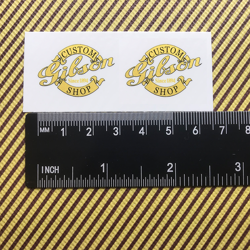 CUSTOM CUSTOM
Gibson Gibson
SHOP SHOP
MM 1 2 3 4 5 6 7 8
INCH 1 2 3